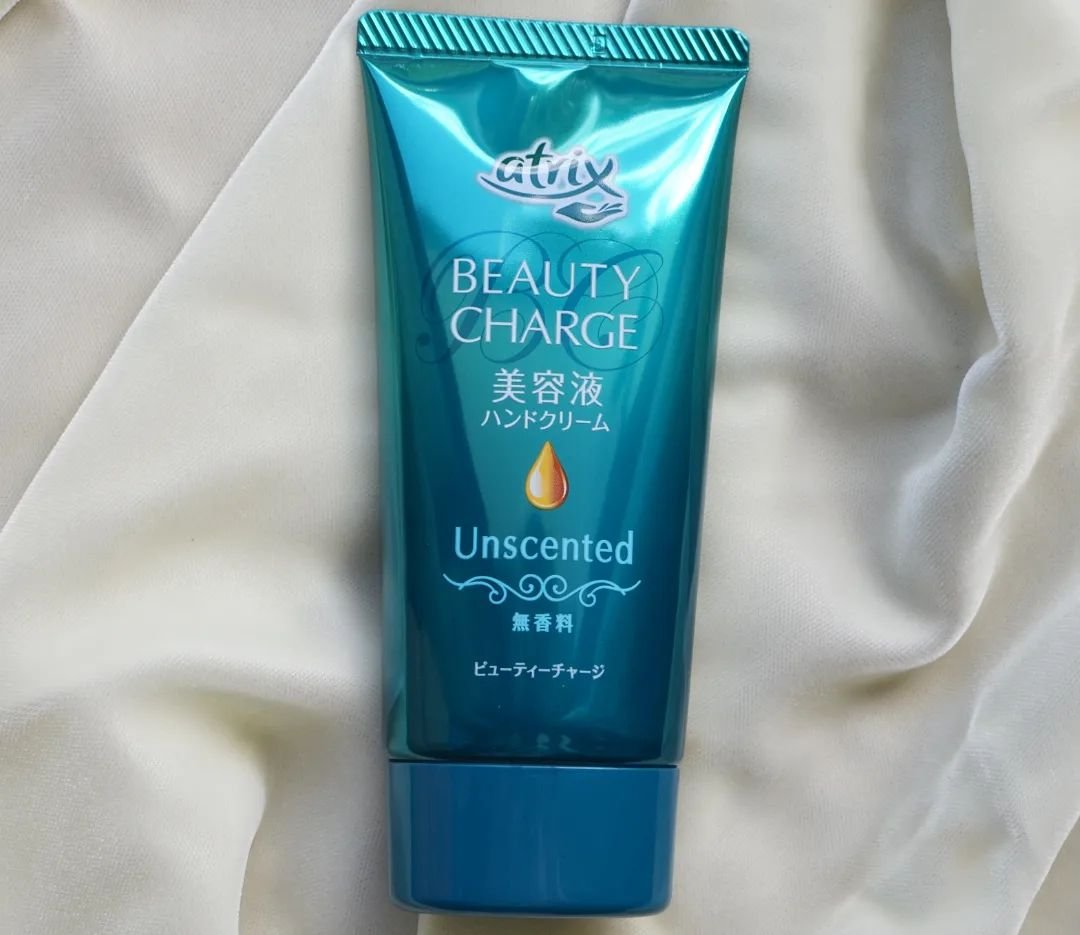 atrix
BEAUTY
CHARGE
美容液
ハンドクリーム
Unscented
無香料
ビューティーチャージ